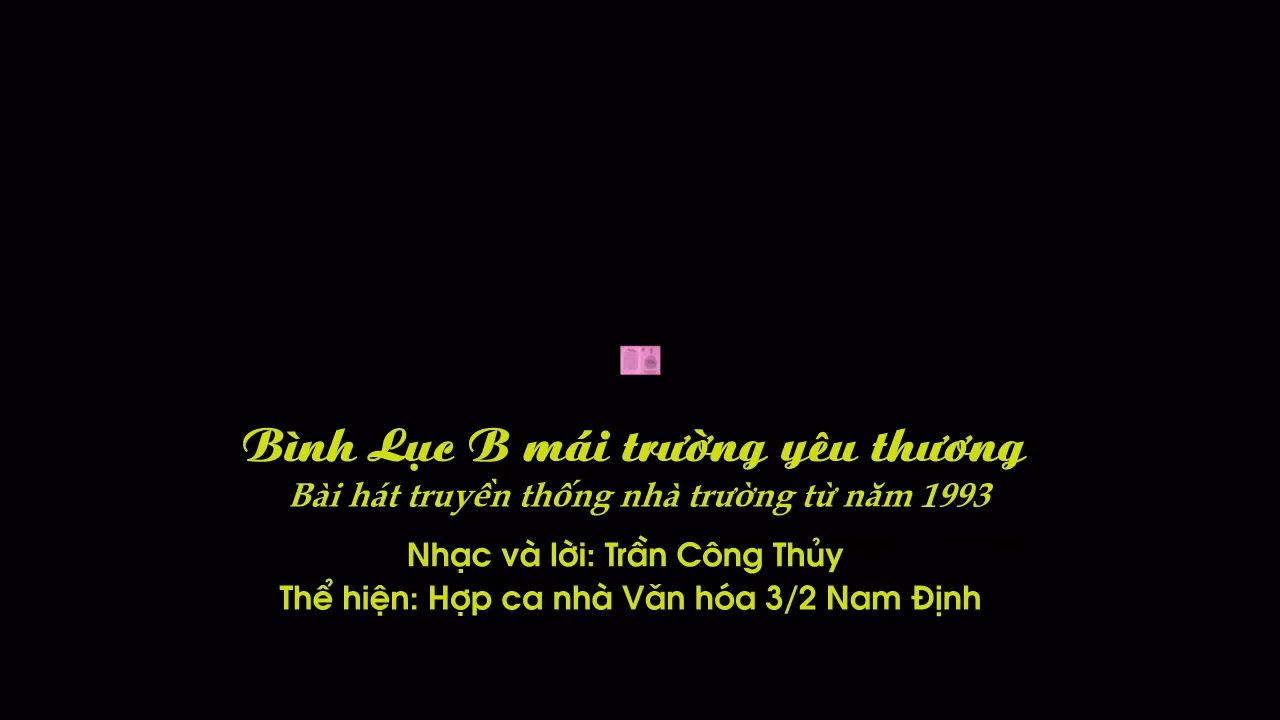 Bình Lục B mái trường yêu thương
Bài hát truyền thống nhà trường từ năm 1993
Nhạc và lời: Trần Công Thủy
Thể hiện: Hợp ca nhà Văn hóa 3/2 Nam Định